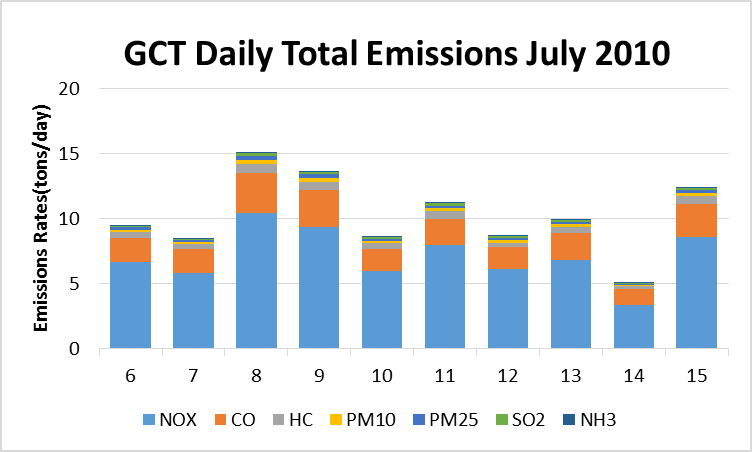 GCT Daily Total Emissions July 2010
Emissions Rates(tons/day)
20
15
10
5
0
6 7 8 9 10 11 12 13 14 15
NOX CO HC PM10 PM25 SO2 NH3